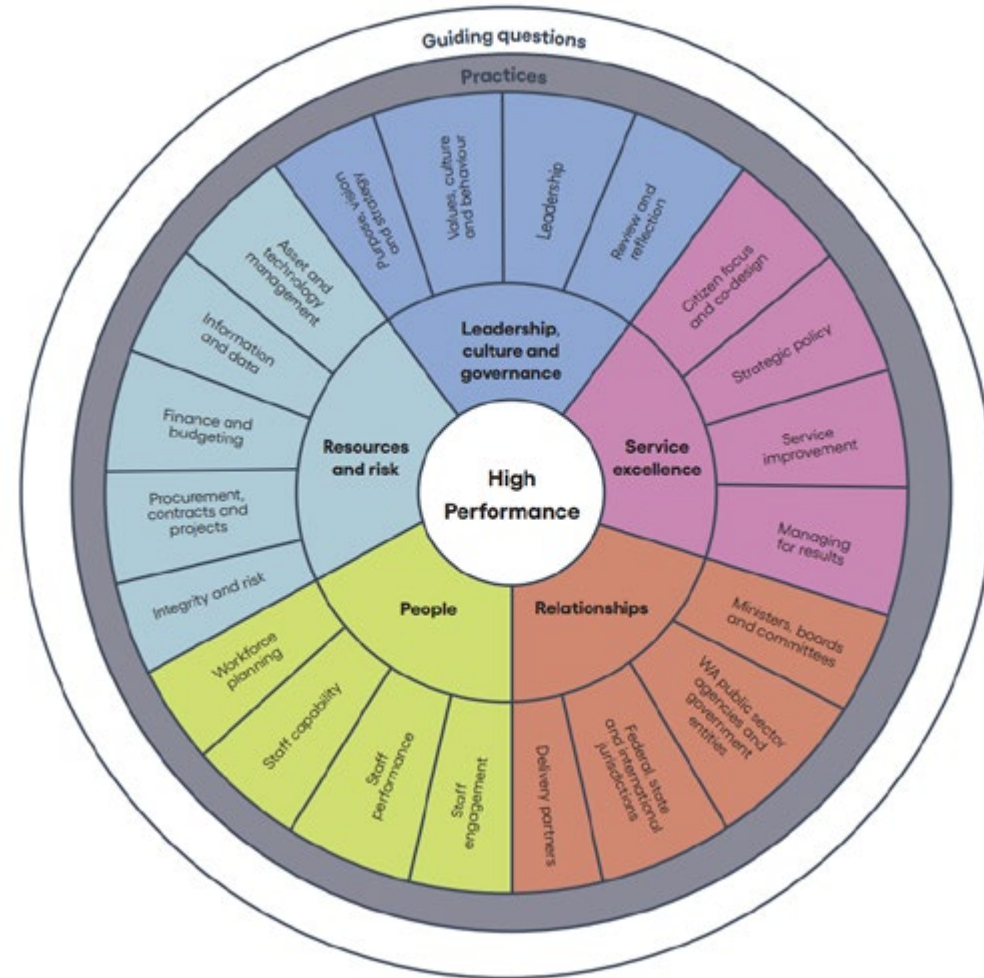 Guiding questions
Practices
Purpose, vision
and strategy
Values, culture
and behaviour
Leadership
Review and
reflection
Citizen focus
and co-design
Strategic policy
Service
improvement
Managing
for results
Ministers, boards
and committees
WA public sector
agencies and
government
entities
Federal, state
and international
jurisdictions
Delivery partners
Staff
engagement
Staff
performance
Staff capability
Workforce
planning
Integrity and risk
Procurement,
contracts and
projects
Finance and
budgeting
Information
and data
Asset and
technology
management
Leadership,
culture and
governance
Service
excellence
Relationships
People
Resources
and risk
High
Performance